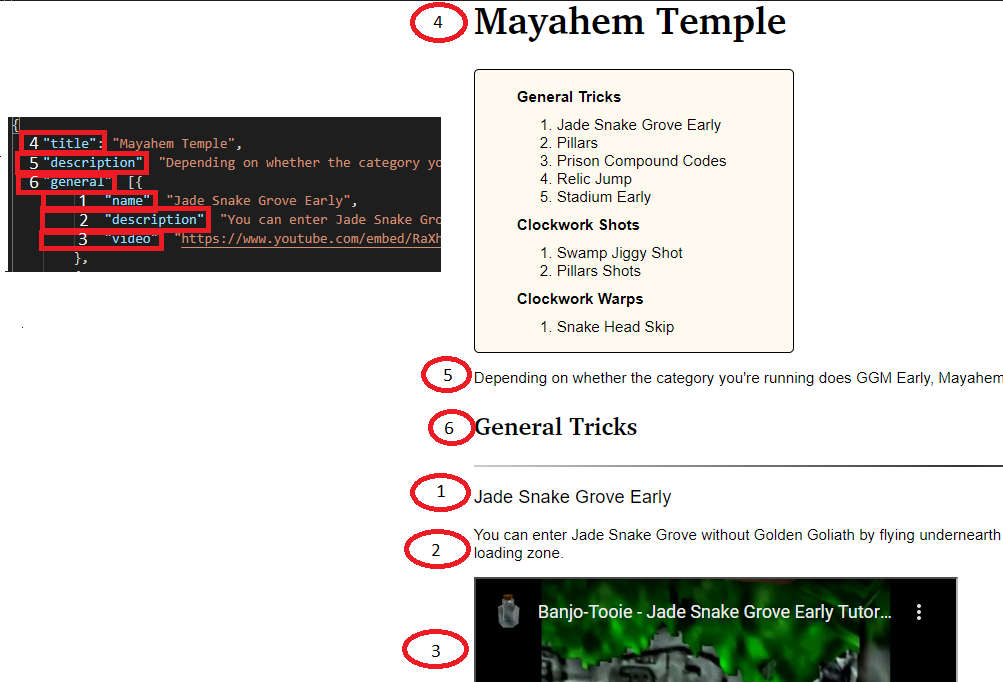 {
4 "title": "Mayahem Temple",
5 "description" "Depending on whether the category yo
6 "general" [{
1 "name" "Jade Snake Grove Early",
2 "description" "You can enter Jade Snake Gro
3 "video" "https://www.youtube.com/embed/RaXh
},
4 Mayahem Temple
General Tricks
1. Jade Snake Grove Early
2. Pillars
3. Prison Compound Codes
4. Relic Jump
5. Stadium Early
Clockwork Shots
1. Swamp Jiggy Shot
2. Pillars Shots
Clockwork Warps
1. Snake Head Skip
5 Depending on whether the category you're running does GGM Early, Mayahem
6 General Tricks
1 Jade Snake Grove Early
2 You can enter Jade Snake Grove without Golden Goliath by flying undernearth
loading zone.
Banjo-Tooie - Jade Snake Grove Early Tutor...
3